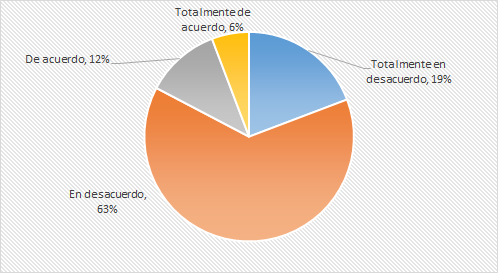 Totalmente de
acuerdo, 6%
De acuerdo, 12%
Totalmente en
desacuerdo, 19%
En desacuerdo,
63%